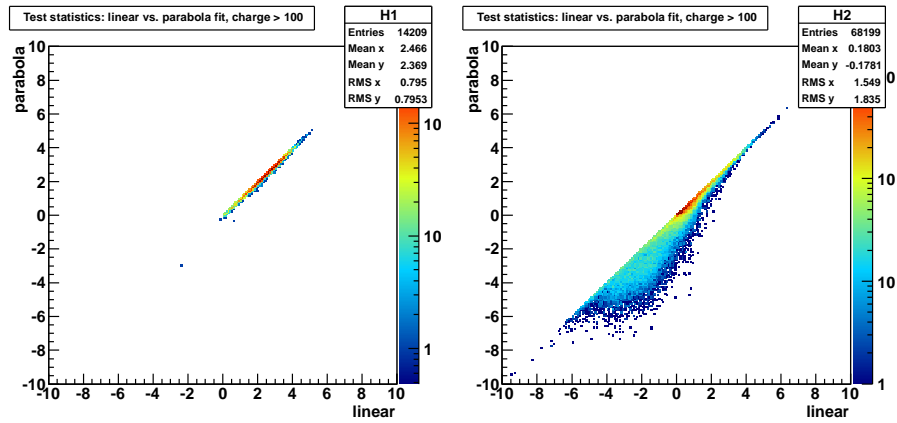 Test statistics: linear vs. parabola fit, charge > 100
H1
Entries 14209
Mean x 2.466
Mean y 2.369
RMS x 0.795
RMS y 0.7953
parabola
10
8
6
4
2
0
-2
-4
-6
-8
-10
-10 -8 -6 -4 -2 0 2 4 6 8 10
linear
10
10
1
Test statistics: linear vs. parabola fit, charge > 100
H2
Entries 68199
Mean x 0.1803
Mean y -0.1781
RMS x 1.549
RMS y 1.835
parabola
10
8
6
4
2
0
-2
-4
-6
-8
-10
-10 -8 -6 -4 -2 0 2 4 6 8 10
linear
0
10
1